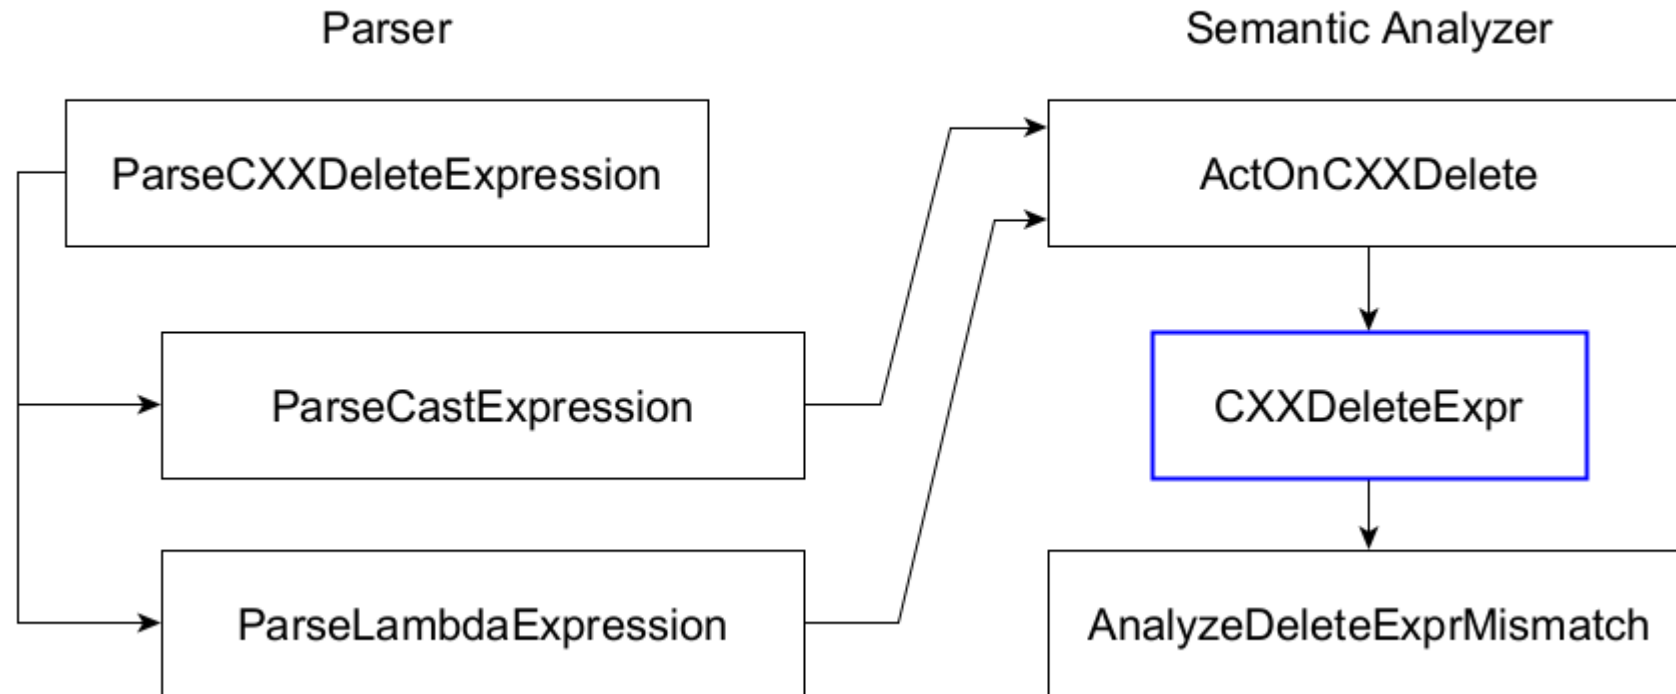 Parser
Semantic Analyzer
ParseCXXDeleteExpression
ActOnCXXDelete
ParseCastExpression
CXXDeleteExpr
ParseLambdaExpression
AnalyzeDeleteExprMismatch